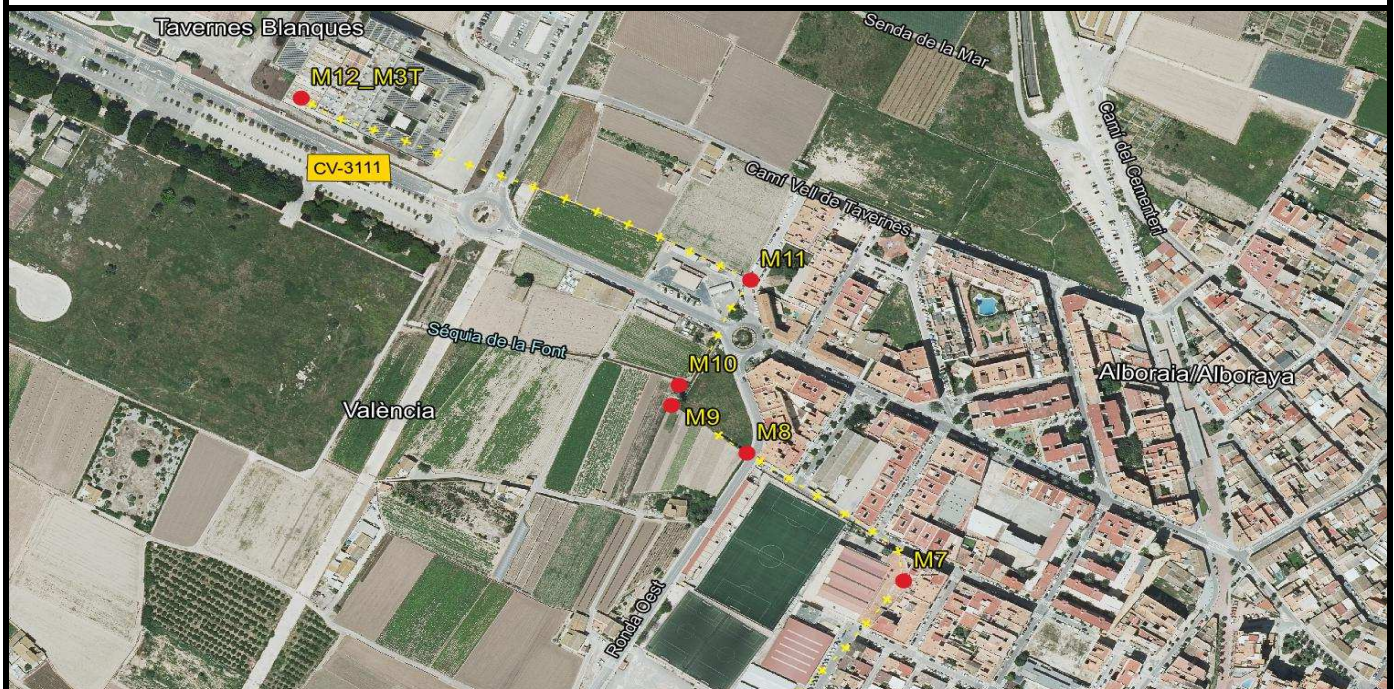 Tavernes Blanques
Senda de la Mar
M12_M3T
CV-3111
Camí del Cementeri
Camí Vell de Tavernes
M11
Séquia de la Font
M10
Alboraia/Alboraya
València
M9
M8
M7
Ronda Oest